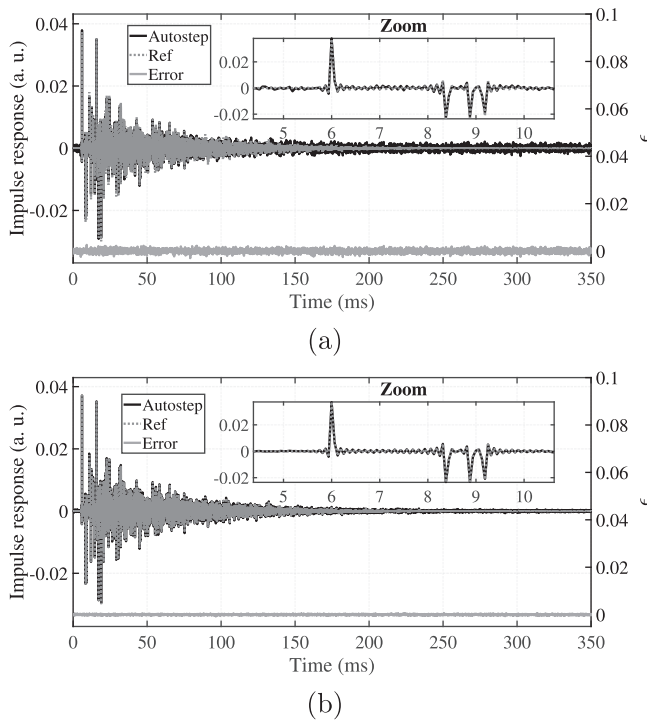 Zoom
0.04
0.02
0
-0.02
Impulse response (a. u.)
Autostep
Ref
Error
0.02
0
-0.02
5 6 7 8 9 10
0.1
0.08
0.06
0.04
0.02
0
ϵ
0 50 100 150 200 250 300 350
Time (ms)
(a)
Zoom
0.04
0.02
0
-0.02
Impulse response (a. u.)
Autostep
Ref
Error
0.02
0
-0.02
5 6 7 8 9 10
0.1
0.08
0.06
0.04
0.02
0
ϵ
0 50 100 150 200 250 300 350
Time (ms)
(b)